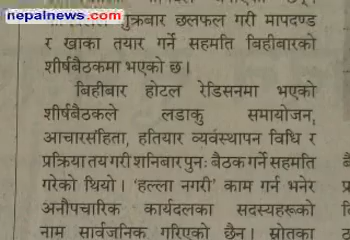 nepalnews.com
शुक्रबार छलफल गरी मापदण्ड
र खाका तयार गर्ने सहमति बिहीबारको
शीर्षबैठकमा भएको छ।
बिहीबार होटल रेडिसनमा भएको
शीर्षबैठकले लडाकु समायोजन,
आचारसंहिता, हतियार व्यवस्थापन विधि र
प्रक्रिया तय गरी शनिबार पुनः बैठक गर्ने सहमति
गरेको थियो। 'हल्ला नगरी' काम गर्न भनेर
अनौपचारिक कार्यदलका सदस्यहरूको
नाम सार्वजनिक गरिएको छैन। स्रोतका